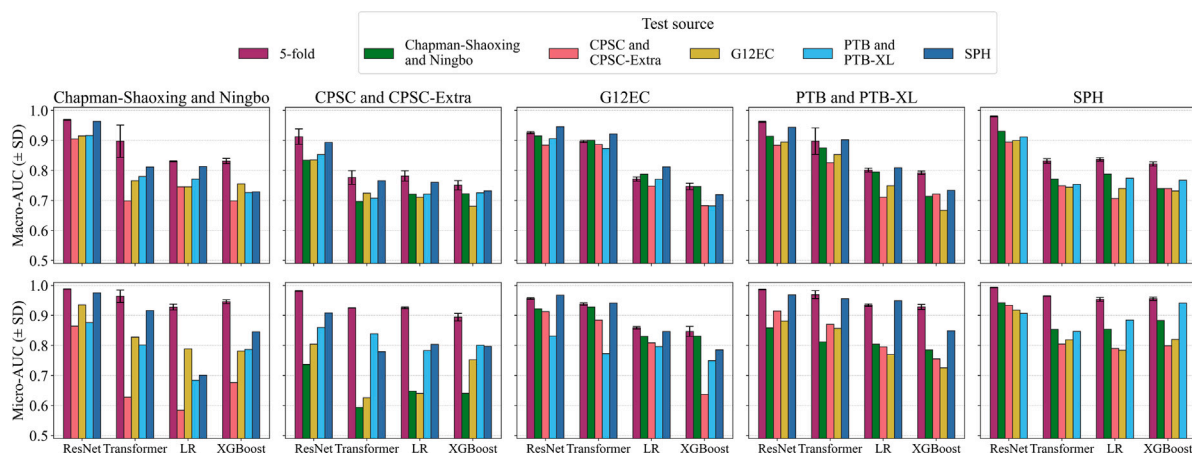 Test source
5-fold
Chapman-Shaoxing
and Ningbo
CPSC and
CPSC-Extra
G12EC
PTB and
PTB-XL
SPH
Chapman-Shaoxing and Ningbo
CPSC and CPSC-Extra
G12EC
PTB and PTB-XL
SPH
Macro-AUC (± SD)
1.0
0.9
0.8
0.7
0.6
0.5
Micro-AUC (± SD)
1.0
0.9
0.8
0.7
0.6
0.5
ResNet Transformer LR XGBoost
ResNet Transformer LR XGBoost
ResNet Transformer LR XGBoost
ResNet Transformer LR XGBoost
ResNet Transformer LR XGBoost